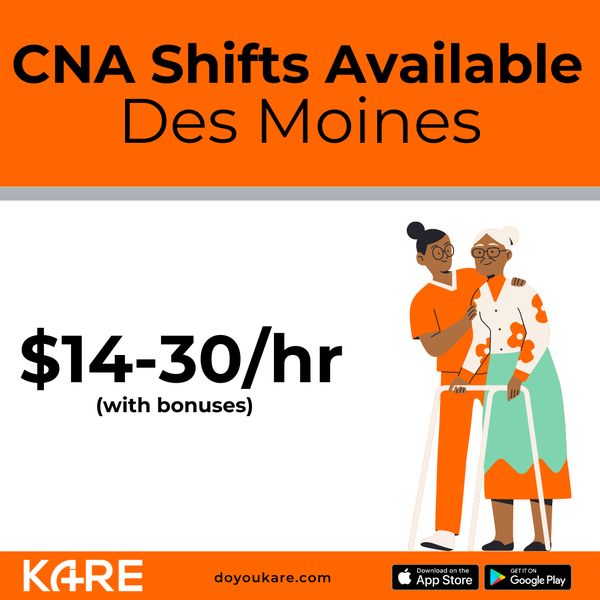 CNA Shifts Available
Des Moines
$14-30/hr
(with bonuses)
KARE
doyoukare.com
Download on the
App Store
GET IT ON
Google Play